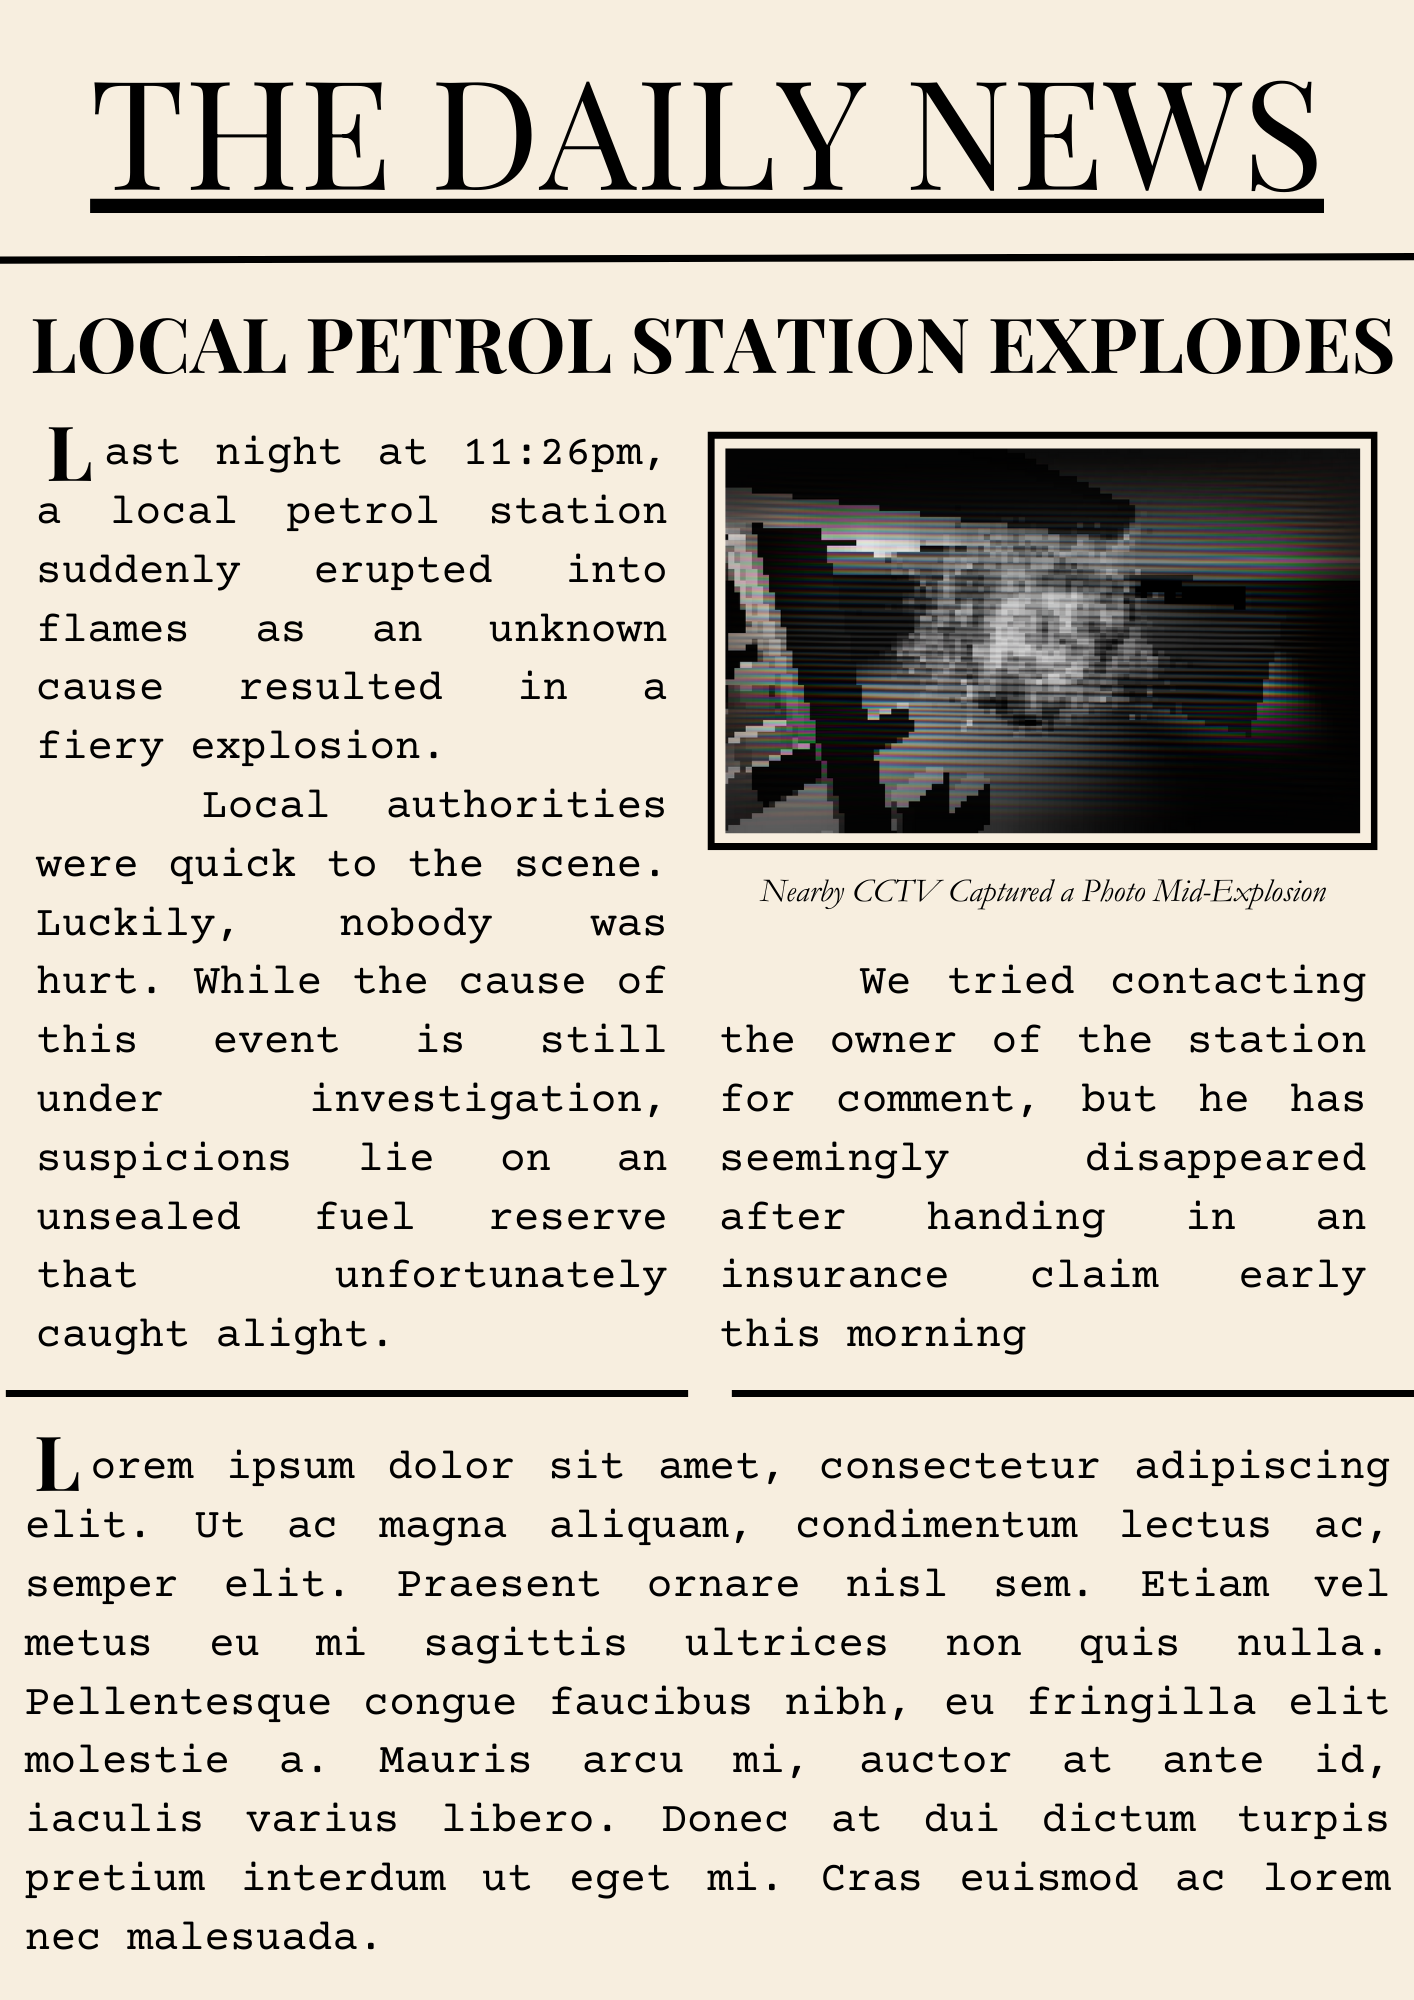 THE DAILY NEWS
LOCAL PETROL STATION EXPLODES
Last night at 11:26pm,
a local petrol station
suddenly erupted into
flames as an unknown
cause resulted in a
fiery explosion.
Local authorities
were quick to the scene.
Luckily, nobody was
hurt. While the cause of
this event is still
under investigation,
suspicions lie on an
unsealed fuel reserve
that unfortunately
caught alight.
Nearby CCTV Captured a Photo Mid-Explosion
We tried contacting
the owner of the station
for comment, but he has
seemingly disappeared
after handing in an
insurance claim early
this morning
Lorem ipsum dolor sit amet, consectetur adipiscing
elit. Ut ac magna aliquam, condimentum lectus ac,
semper elit. Praesent ornare nisl sem. Etiam vel
metus eu mi sagittis ultrices non quis nulla.
Pellentesque congue faucibus nibh, eu fringilla elit
molestie a. Mauris arcu mi, auctor at ante id,
iaculis varius libero. Donec at dui dictum turpis
pretium interdum ut eget mi. Cras euismod ac lorem
nec malesuada.